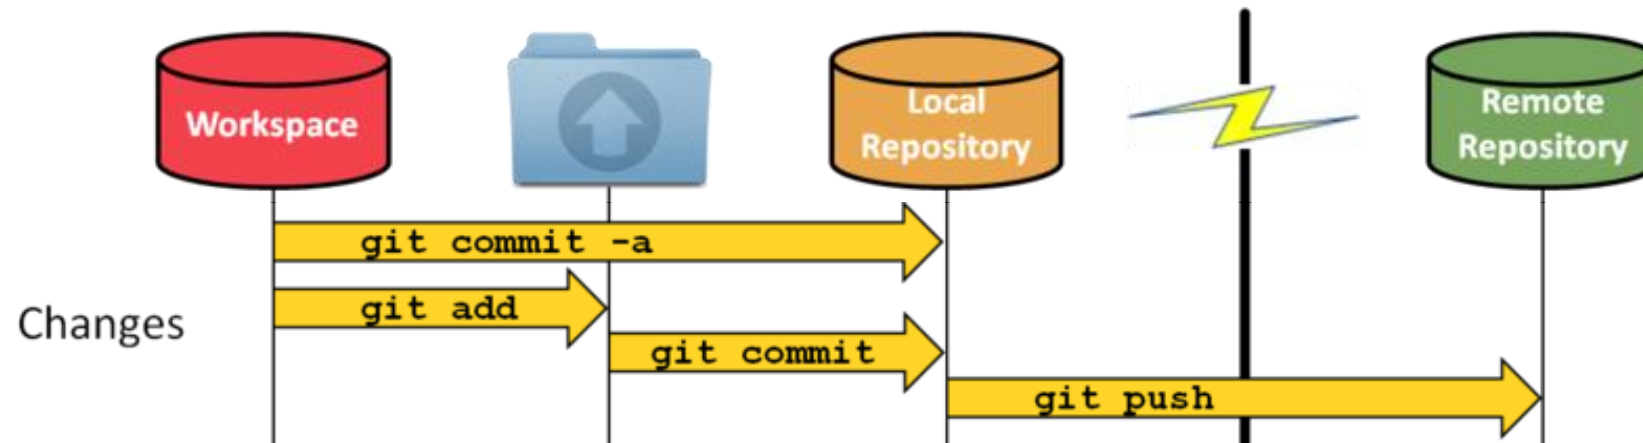 Workspace
Local
Repository
Remote
Repository
git commit -a
git add
Changes
git commit
git push